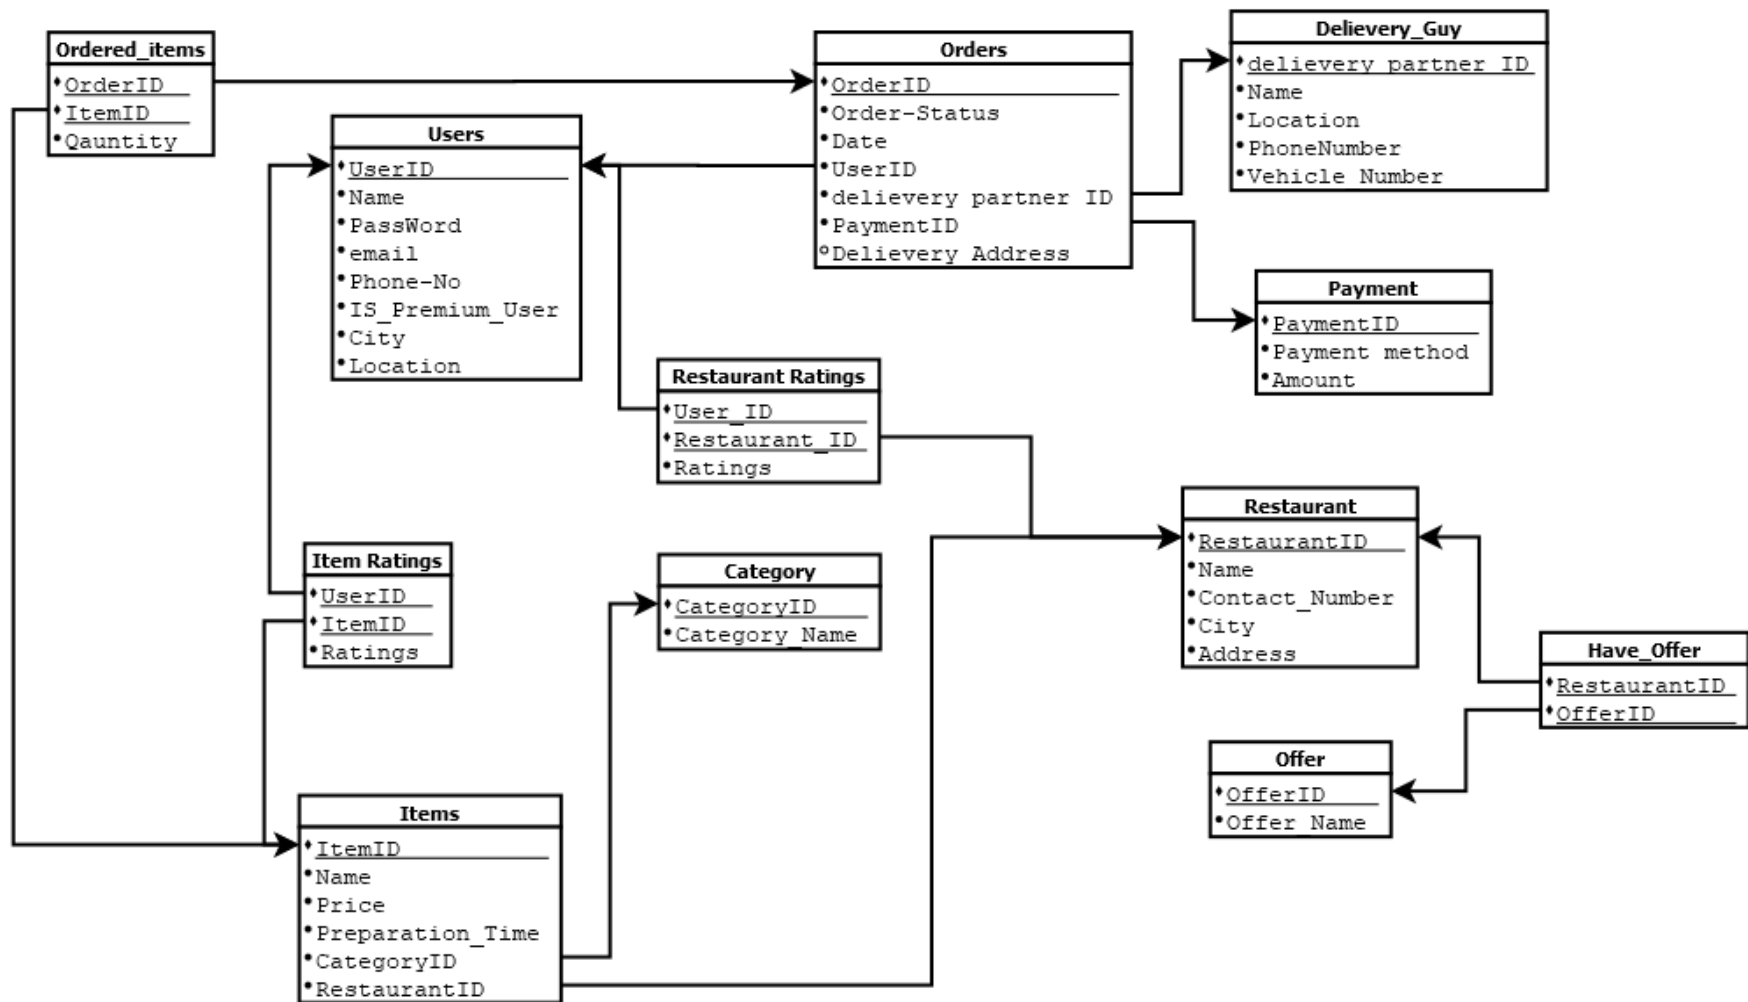 Ordered_items
OrderID
ItemID
Qauntity
Users
UserID
Name
PassWord
email
Phone-No
IS_Premium_User
City
Location
Orders
OrderID
Order-Status
Date
UserID
delievery partner ID
PaymentID
Delievery Address
Delievery_Guy
delievery partner ID
Name
Location
PhoneNumber
Vehicle Number
Payment
PaymentID
Payment method
Amount
Restaurant Ratings
User_ID
Restaurant_ID
Ratings
Restaurant
RestaurantID
Name
Contact_Number
City
Address
Item Ratings
UserID
ItemID
Ratings
Category
CategoryID
Category_Name
Have_Offer
RestaurantID
OfferID
Offer
OfferID
Offer_Name
Items
ItemID
Name
Price
Preparation_Time
CategoryID
RestaurantID